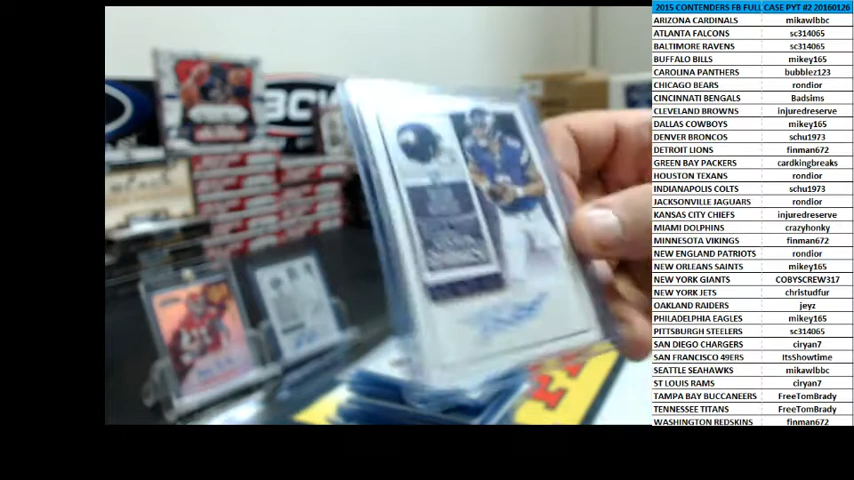 2015 CONTENDERS FB FULL CASE PYT #2 20160126
ARIZONA CARDINALS mikawlbbc
ATLANTA FALCONS sc314065
BALTIMORE RAVENS sc314065
BUFFALO BILLS mikey165
CAROLINA PANTHERS bubblez123
CHICAGO BEARS rondior
CINCINNATI BENGALS Badsims
CLEVELAND BROWNS injuredreserve
DALLAS COWBOYS mikey165
DENVER BRONCOS schu1973
DETROIT LIONS finman672
GREEN BAY PACKERS cardkingbreaks
HOUSTON TEXANS rondior
INDIANAPOLIS COLTS schu1973
JACKSONVILLE JAGUARS rondior
KANSAS CITY CHIEFS injuredreserve
MIAMI DOLPHINS crazyhonky
MINNESOTA VIKINGS finman672
NEW ENGLAND PATRIOTS rondior
NEW ORLEANS SAINTS mikey165
NEW YORK GIANTS COBYSCREW317
NEW YORK JETS christudfur
OAKLAND RAIDERS jeyz
PHILADELPHIA EAGLES mikey165
PITTSBURGH STEELERS sc314065
SAN DIEGO CHARGERS ciryan7
SAN FRANCISCO 49ERS ItsShowtime
SEATTLE SEAHAWKS mikawlbbc
ST LOUIS RAMS ciryan7
TAMPA BAY BUCCANEERS FreeTomBrady
TENNESSEE TITANS FreeTomBrady
WASHINGTON REDSKINS finman672